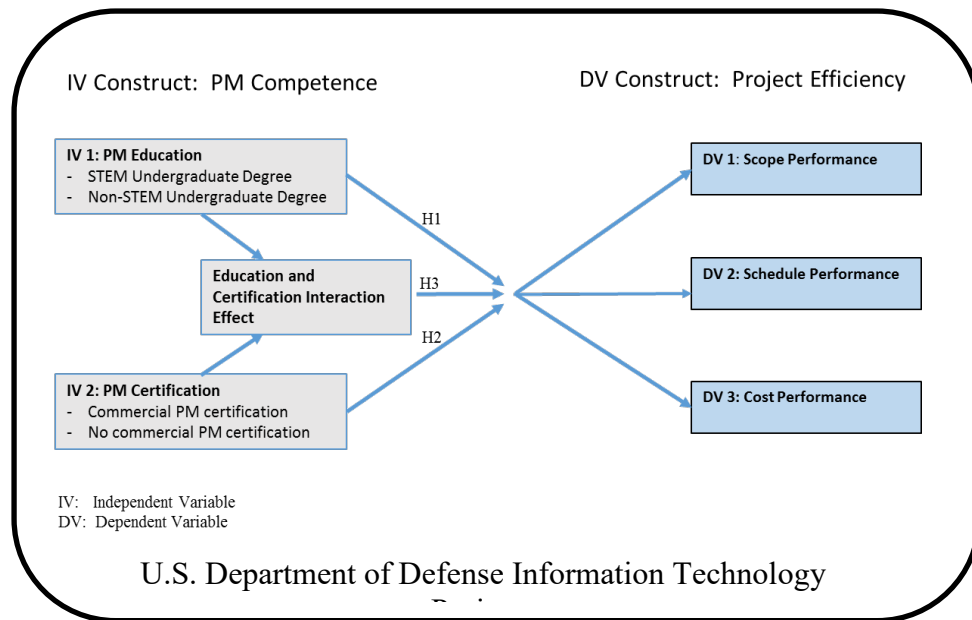 IV Construct:  PM Competence
DV Construct:  Project Efficiency
IV 1: PM Education
- STEM Undergraduate Degree
- Non-STEM Undergraduate Degree
DV 1: Scope Performance
H1
Education and
Certification Interaction
Effect
H3
DV 2: Schedule Performance
H2
IV 2: PM Certification
- Commercial PM certification
- No commercial PM certification
DV 3: Cost Performance
IV:   Independent Variable
DV:  Dependent Variable
U.S. Department of Defense Information Technology